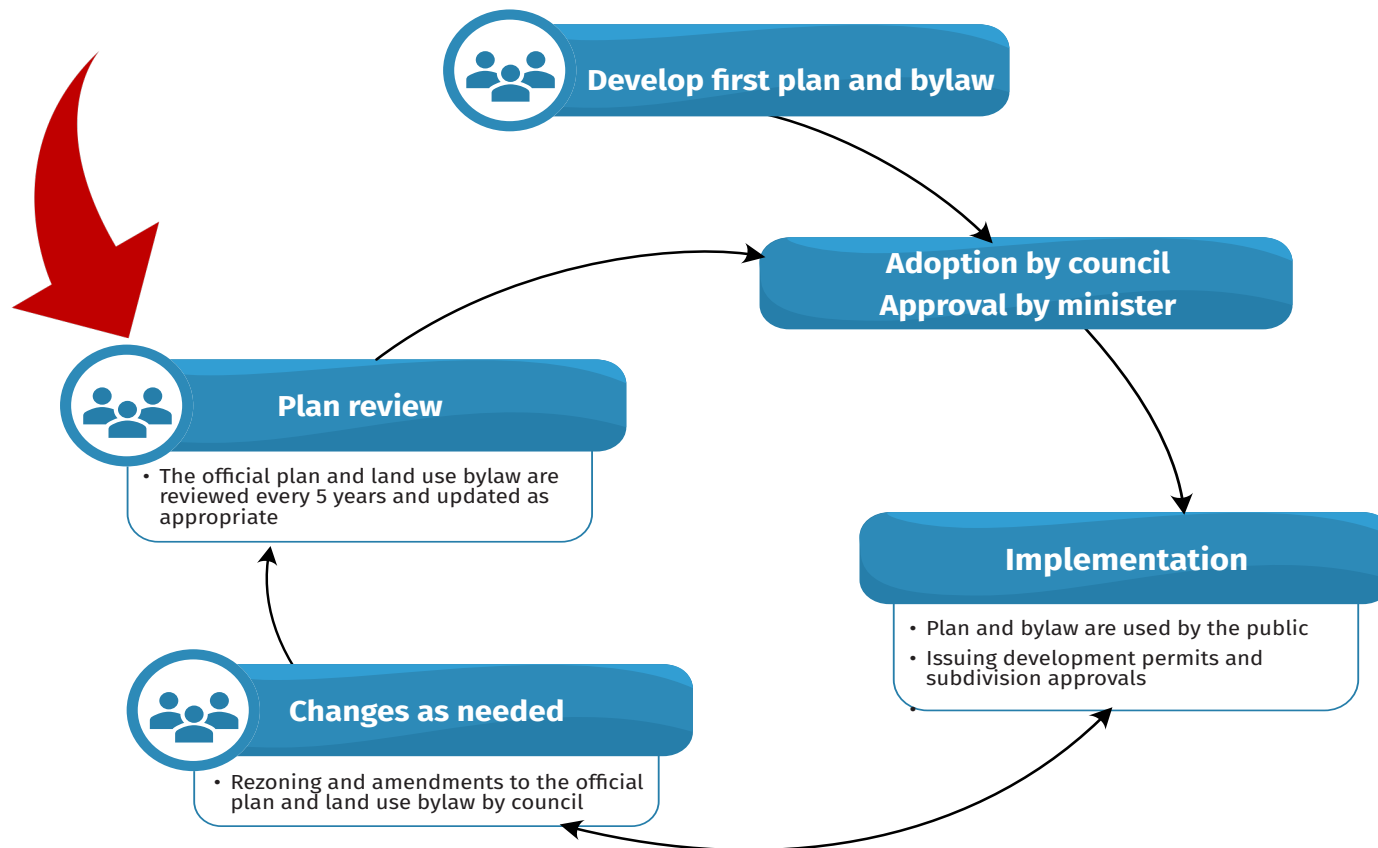 Develop first plan and bylaw
Adoption by council
Approval by minister
Plan review
• The official plan and land use bylaw are
reviewed every 5 years and updated as
appropriate
Implementation
• Plan and bylaw are used by the public
• Issuing development permits and
subdivision approvals
•
Changes as needed
• Rezoning and amendments to the official
plan and land use bylaw by council